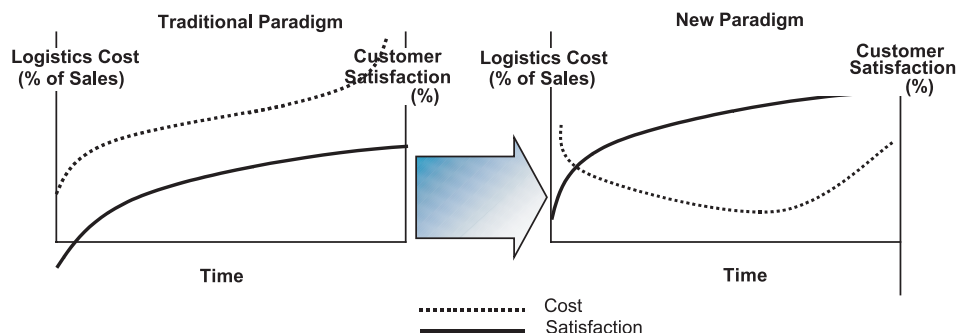 Traditional Paradigm
Logistics Cost
(% of Sales)
Customer
Satisfaction
(%)
Time
New Paradigm
Logistics Cost
(% of Sales)
Customer
Satisfaction
(%)
Time
Cost
Satisfaction